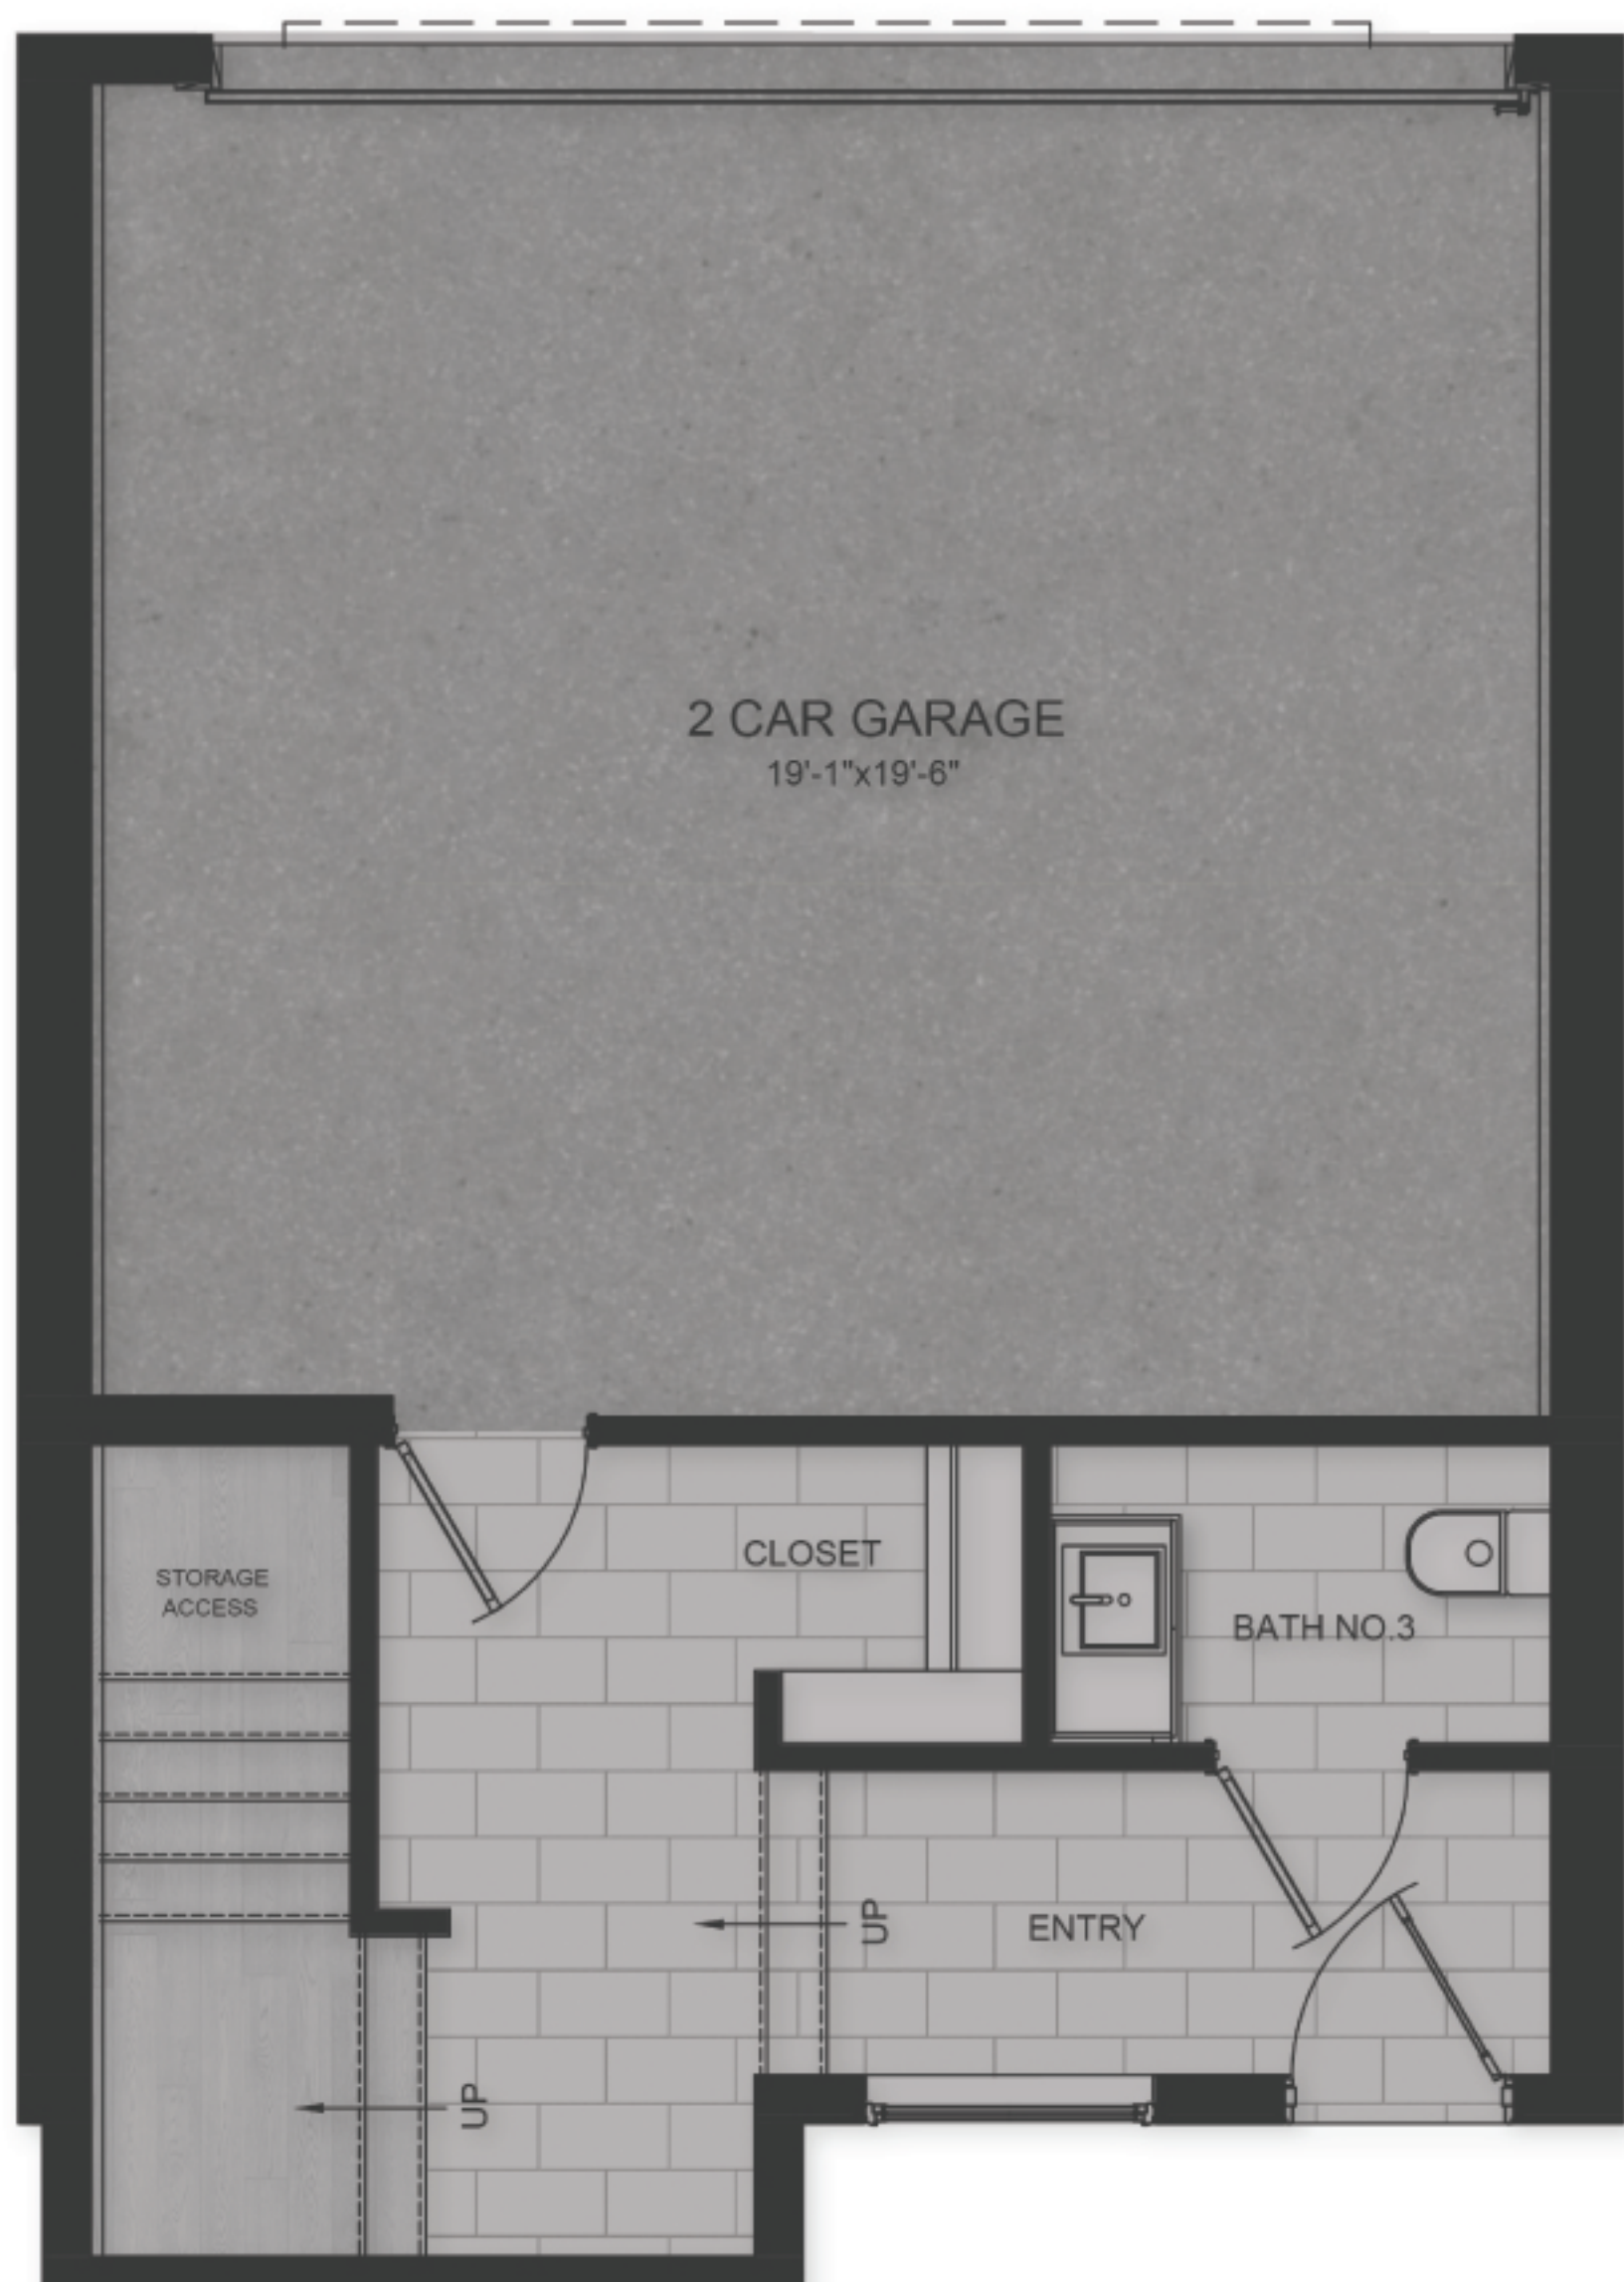 2 CAR GARAGE
19'-1"x19'-6"
CLOSET
STORAGE
ACCESS
BATH NO.3
UP
ENTRY
UP